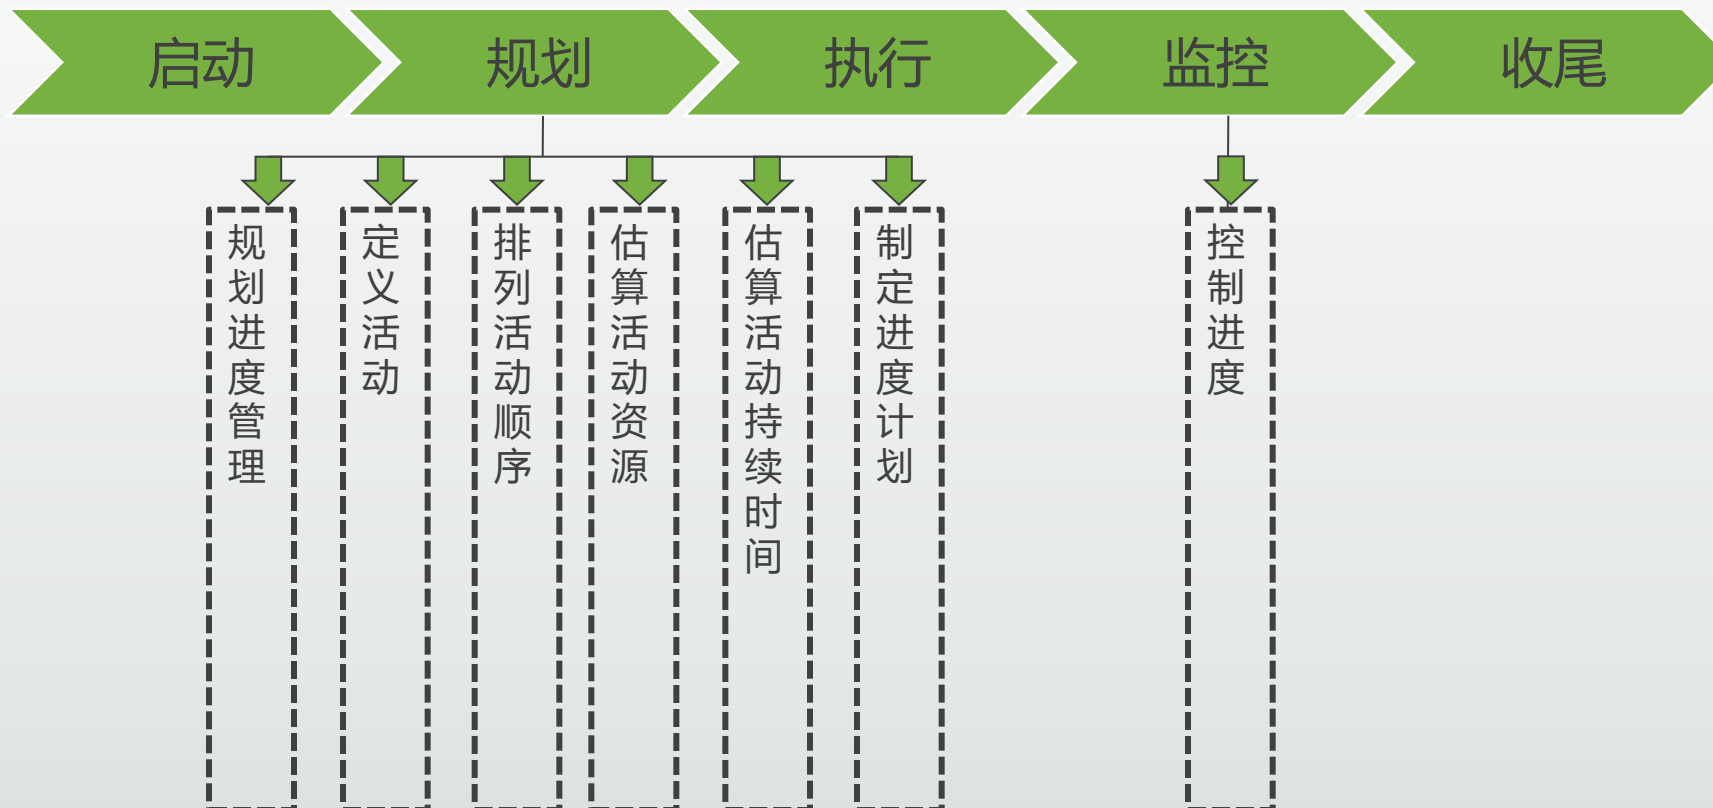 启动
规划
执行
监控
收尾
规划进度管理
定义活动
排列活动顺序
估算活动资源
估算活动持续时间
制定进度计划
控制进度